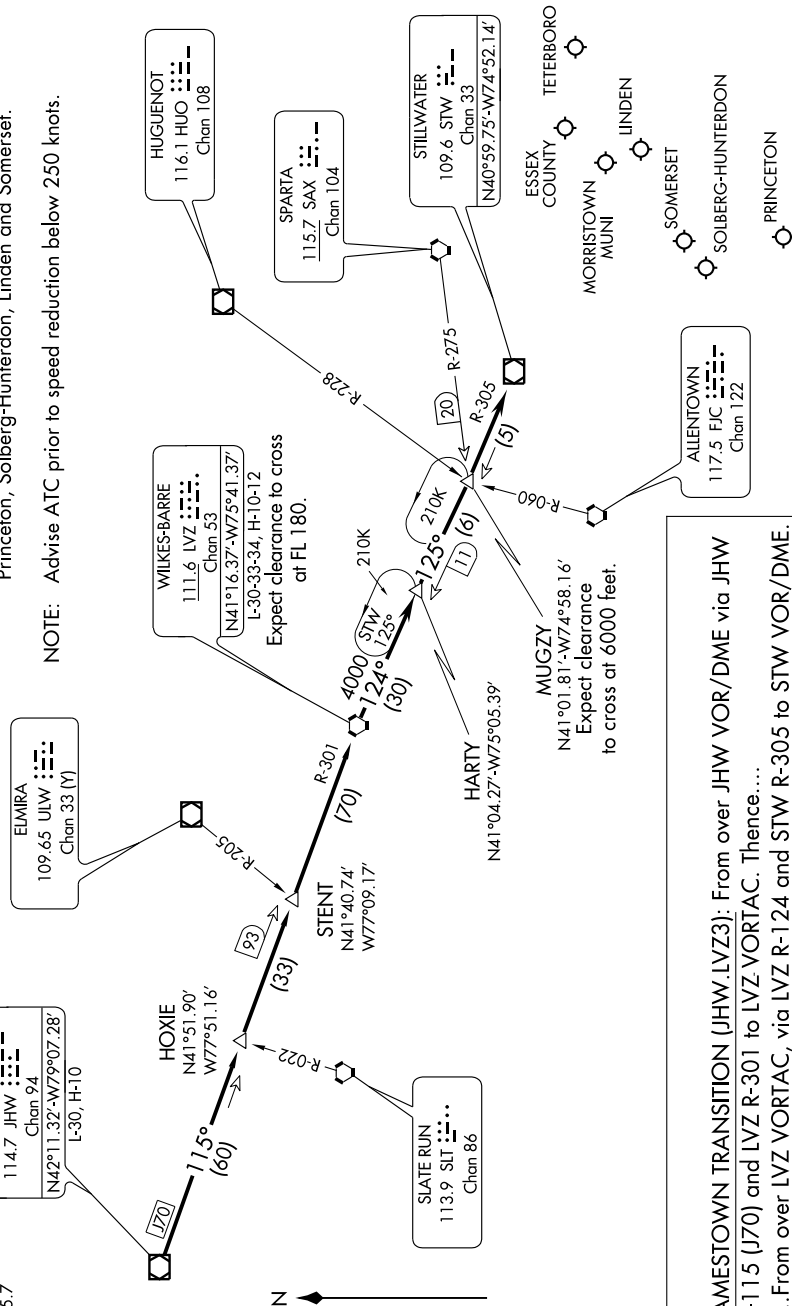 Princeton, Solberg-Hunterdon, Linden and Somerset.
NOTE: Advise ATC prior to speed reduction below 250 knots.
HUGUENOT
116.1 HUO
Chan 108
SPARTA
115.7 SAX
Chan 104
STILLWATER
109.6 STW
Chan 33
N40°59.75'-W74°52.14'
ESSEX
COUNTY
TETERBORO
MORRISTOWN
MUNI
LINDEN
SOMERSET
SOLBERG-HUNTERDON
PRINCETON
ALLENTOWN
117.5 FJC
Chan 122
WILKES-BARRE
111.6 LVZ
Chan 53
N41°16.37'-W75°41.37'
L-30-33-34, H-10-12
Expect clearance to cross
at FL 180.
ELMIRA
109.65 ULW
Chan 33 (Y)
114.7 JHW
Chan 94
N42°11.32'-W79°07.28'
L-30, H-10
5.7
J70
115°
(60)
HOXIE
N41°51.90'
W77°51.16'
R-022
SLATE RUN
113.9 SLT
Chan 86
(33)
93
R-205
STENT
N41°40.74'
W77°09.17'
(70)
R-301
4000
124°
(30)
STW
125°
210K
HARTY
N41°04.27'-W75°05.39'
125°
(6)
11
210K
MUGZY
N41°01.81'-W74°58.16'
Expect clearance
to cross at 6000 feet.
R-228
R-275
20
R-305
(5)
R-060
N
AMESTOWN TRANSITION (JHW.LVZ3): From over JHW VOR/DME via JHW
-115 (J70) and LVZ R-301 to LVZ VORTAC. Thence....
.From over LVZ VORTAC, via LVZ R-124 and STW R-305 to STW VOR/DME.